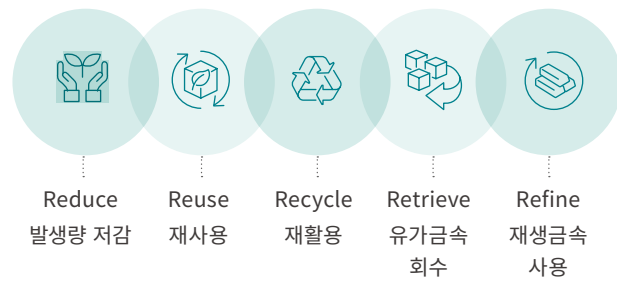 Reduce
발생량 저감
Reuse
재사용
Recycle
재활용
Retrieve
유가금속
회수
Refine
재생금속
사용